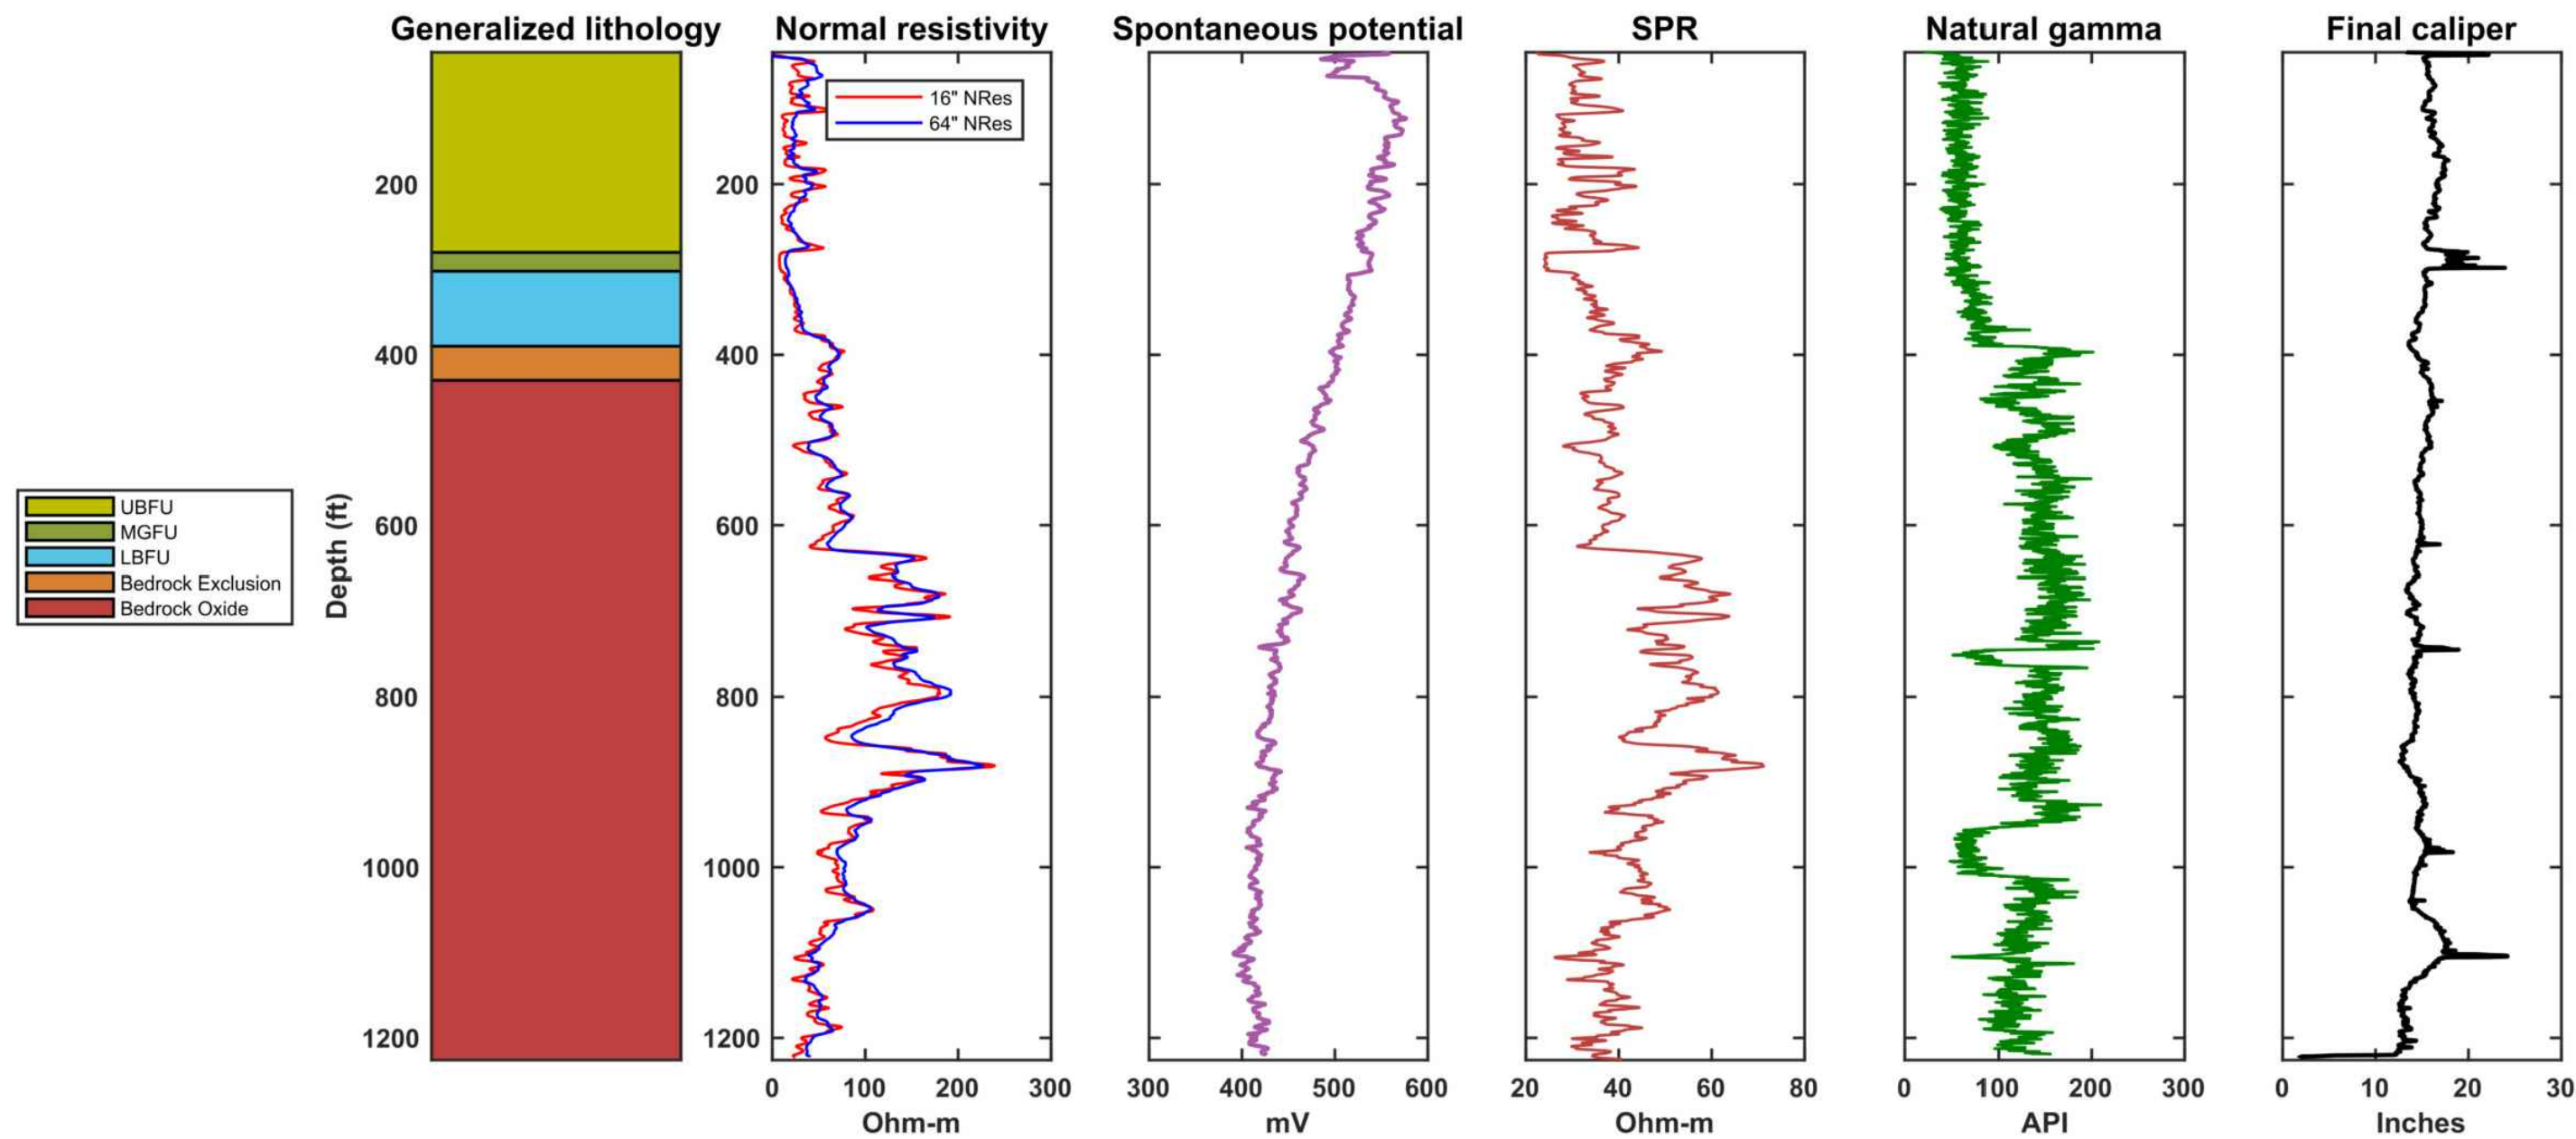 Generalized lithology
Normal resistivity
Spontaneous potential
SPR
Natural gamma
Final caliper
16" NRes
64" NRes
UBFU
MGFU
LBFU
Bedrock Exclusion
Bedrock Oxide
Depth (ft)
200
400
600
800
1000
1200
200
400
600
800
1000
1200
0 100 200 300
Ohm-m
300 400 500 600
mV
20 40 60 80
Ohm-m
0 100 200 300
API
0 10 20 30
Inches